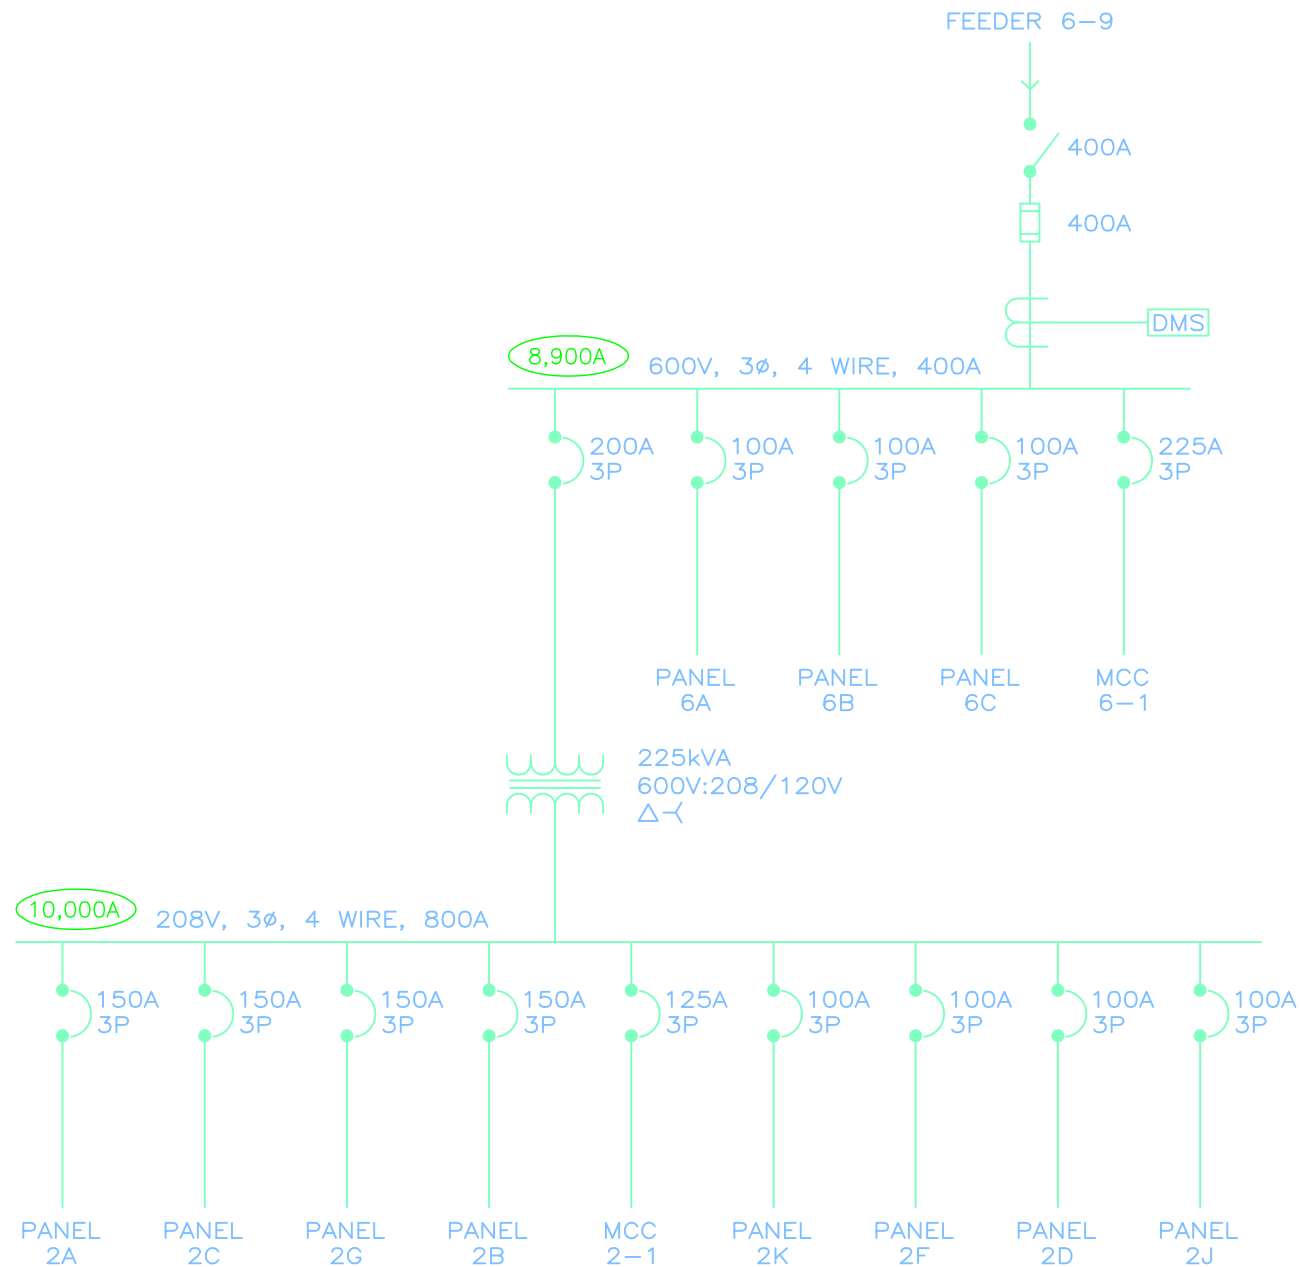 FEEDER 6-9
400A
400A
DMS
8,900A
600V, 3ø, 4 WIRE, 400A
200A
3P
100A
3P
100A
3P
100A
3P
225A
3P
PANEL
6A
PANEL
6B
PANEL
6C
MCC
6-1
225kVA
600V:208/120V
10,000A
208V, 3ø, 4 WIRE, 800A
150A
3P
150A
3P
150A
3P
150A
3P
125A
3P
100A
3P
100A
3P
100A
3P
100A
3P
PANEL
2A
PANEL
2C
PANEL
2G
PANEL
2B
MCC
2-1
PANEL
2K
PANEL
2F
PANEL
2D
PANEL
2J